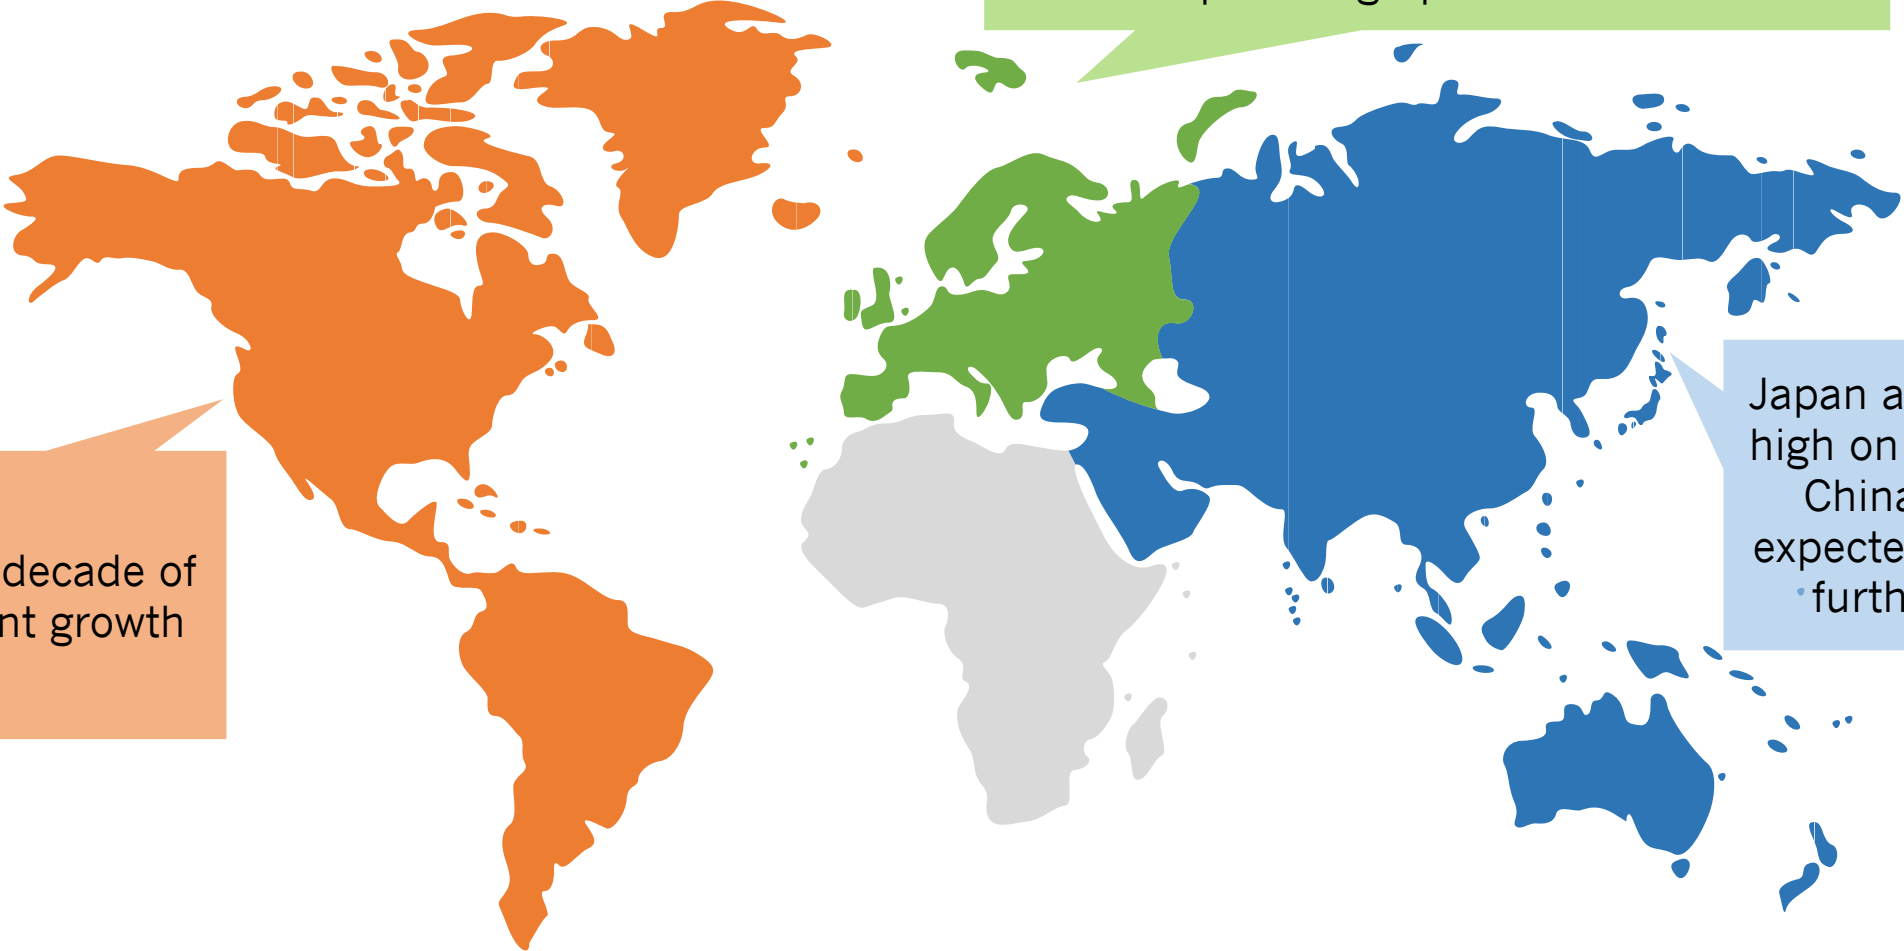 decade of
nt growth
Japan a
high on
China
expecte
furth